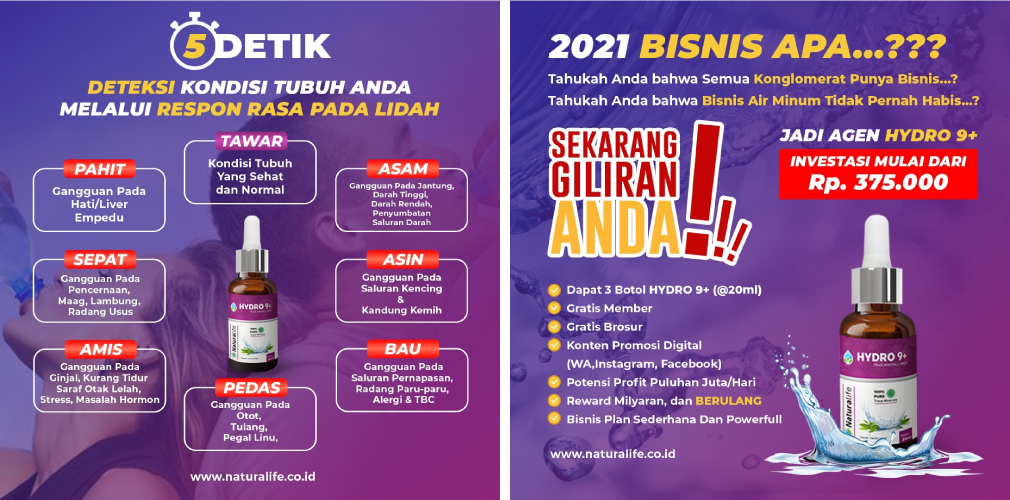 5 DETIK
DETEKSI KONDISI TUBUH ANDA
MELALUI RESPON RASA PADA LIDAH
TAWAR
Kondisi Tubuh
Yang Sehat
dan Normal
PAHIT
Gangguan Pada
Hati/Liver
Empedu
ASAM
Gangguan Pada Jantung,
Darah Tinggi,
Darah Rendah,
Penyumbatan
Saluran Darah
SEPAT
Gangguan Pada
Pencernaan,
Maag, Lambung,
Radang Usus
ASIN
Gangguan Pada
Saluran Kencing
&
Kandung Kemih
AMIS
Gangguan Pada
Ginjal, Kurang Tidur
Saraf Otak Lelah,
Stress, Masalah Hormon
BAU
Gangguan Pada
Saluran Pernapasan,
Radang Paru-paru,
Alergi & TBC
PEDAS
Gangguan Pada
Otot,
Tulang,
Pegal Linu,
HYDRO 9+
Naturalife
www.naturalife.co.id
2021 BISNIS APA...???
Tahukah Anda bahwa Semua Konglomerat Punya Bisnis...?
Tahukah Anda bahwa Bisnis Air Minum Tidak Pernah Habis...?
SEKARANG
GILIRAN
ANDA!!!
JADI AGEN HYDRO 9+
INVESTASI MULAI DARI
Rp. 375.000
Dapat 3 Botol HYDRO 9+ (@20ml)
Gratis Member
Gratis Brosur
Konten Promosi Digital
(WA,Instagram, Facebook)
Potensi Profit Puluhan Juta/Hari
Reward Milyaran, dan BERULANG
Bisnis Plan Sederhana Dan Powerfull
www.naturalife.co.id
HYDRO 9+
Naturalife
100%
PURE
Trace Minerals